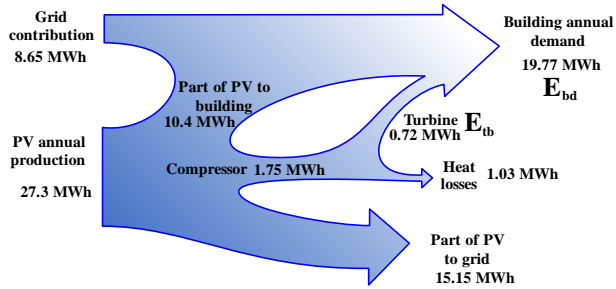 Grid
contribution
8.65 MWh
Building annual
demand
19.77 MWh
E_bd
Part of PV to
building
10.4 MWh
Turbine E_tb
0.72 MWh
PV annual
production
27.3 MWh
Compressor 1.75 MWh
Heat 1.03 MWh
losses
Part of PV
to grid
15.15 MWh